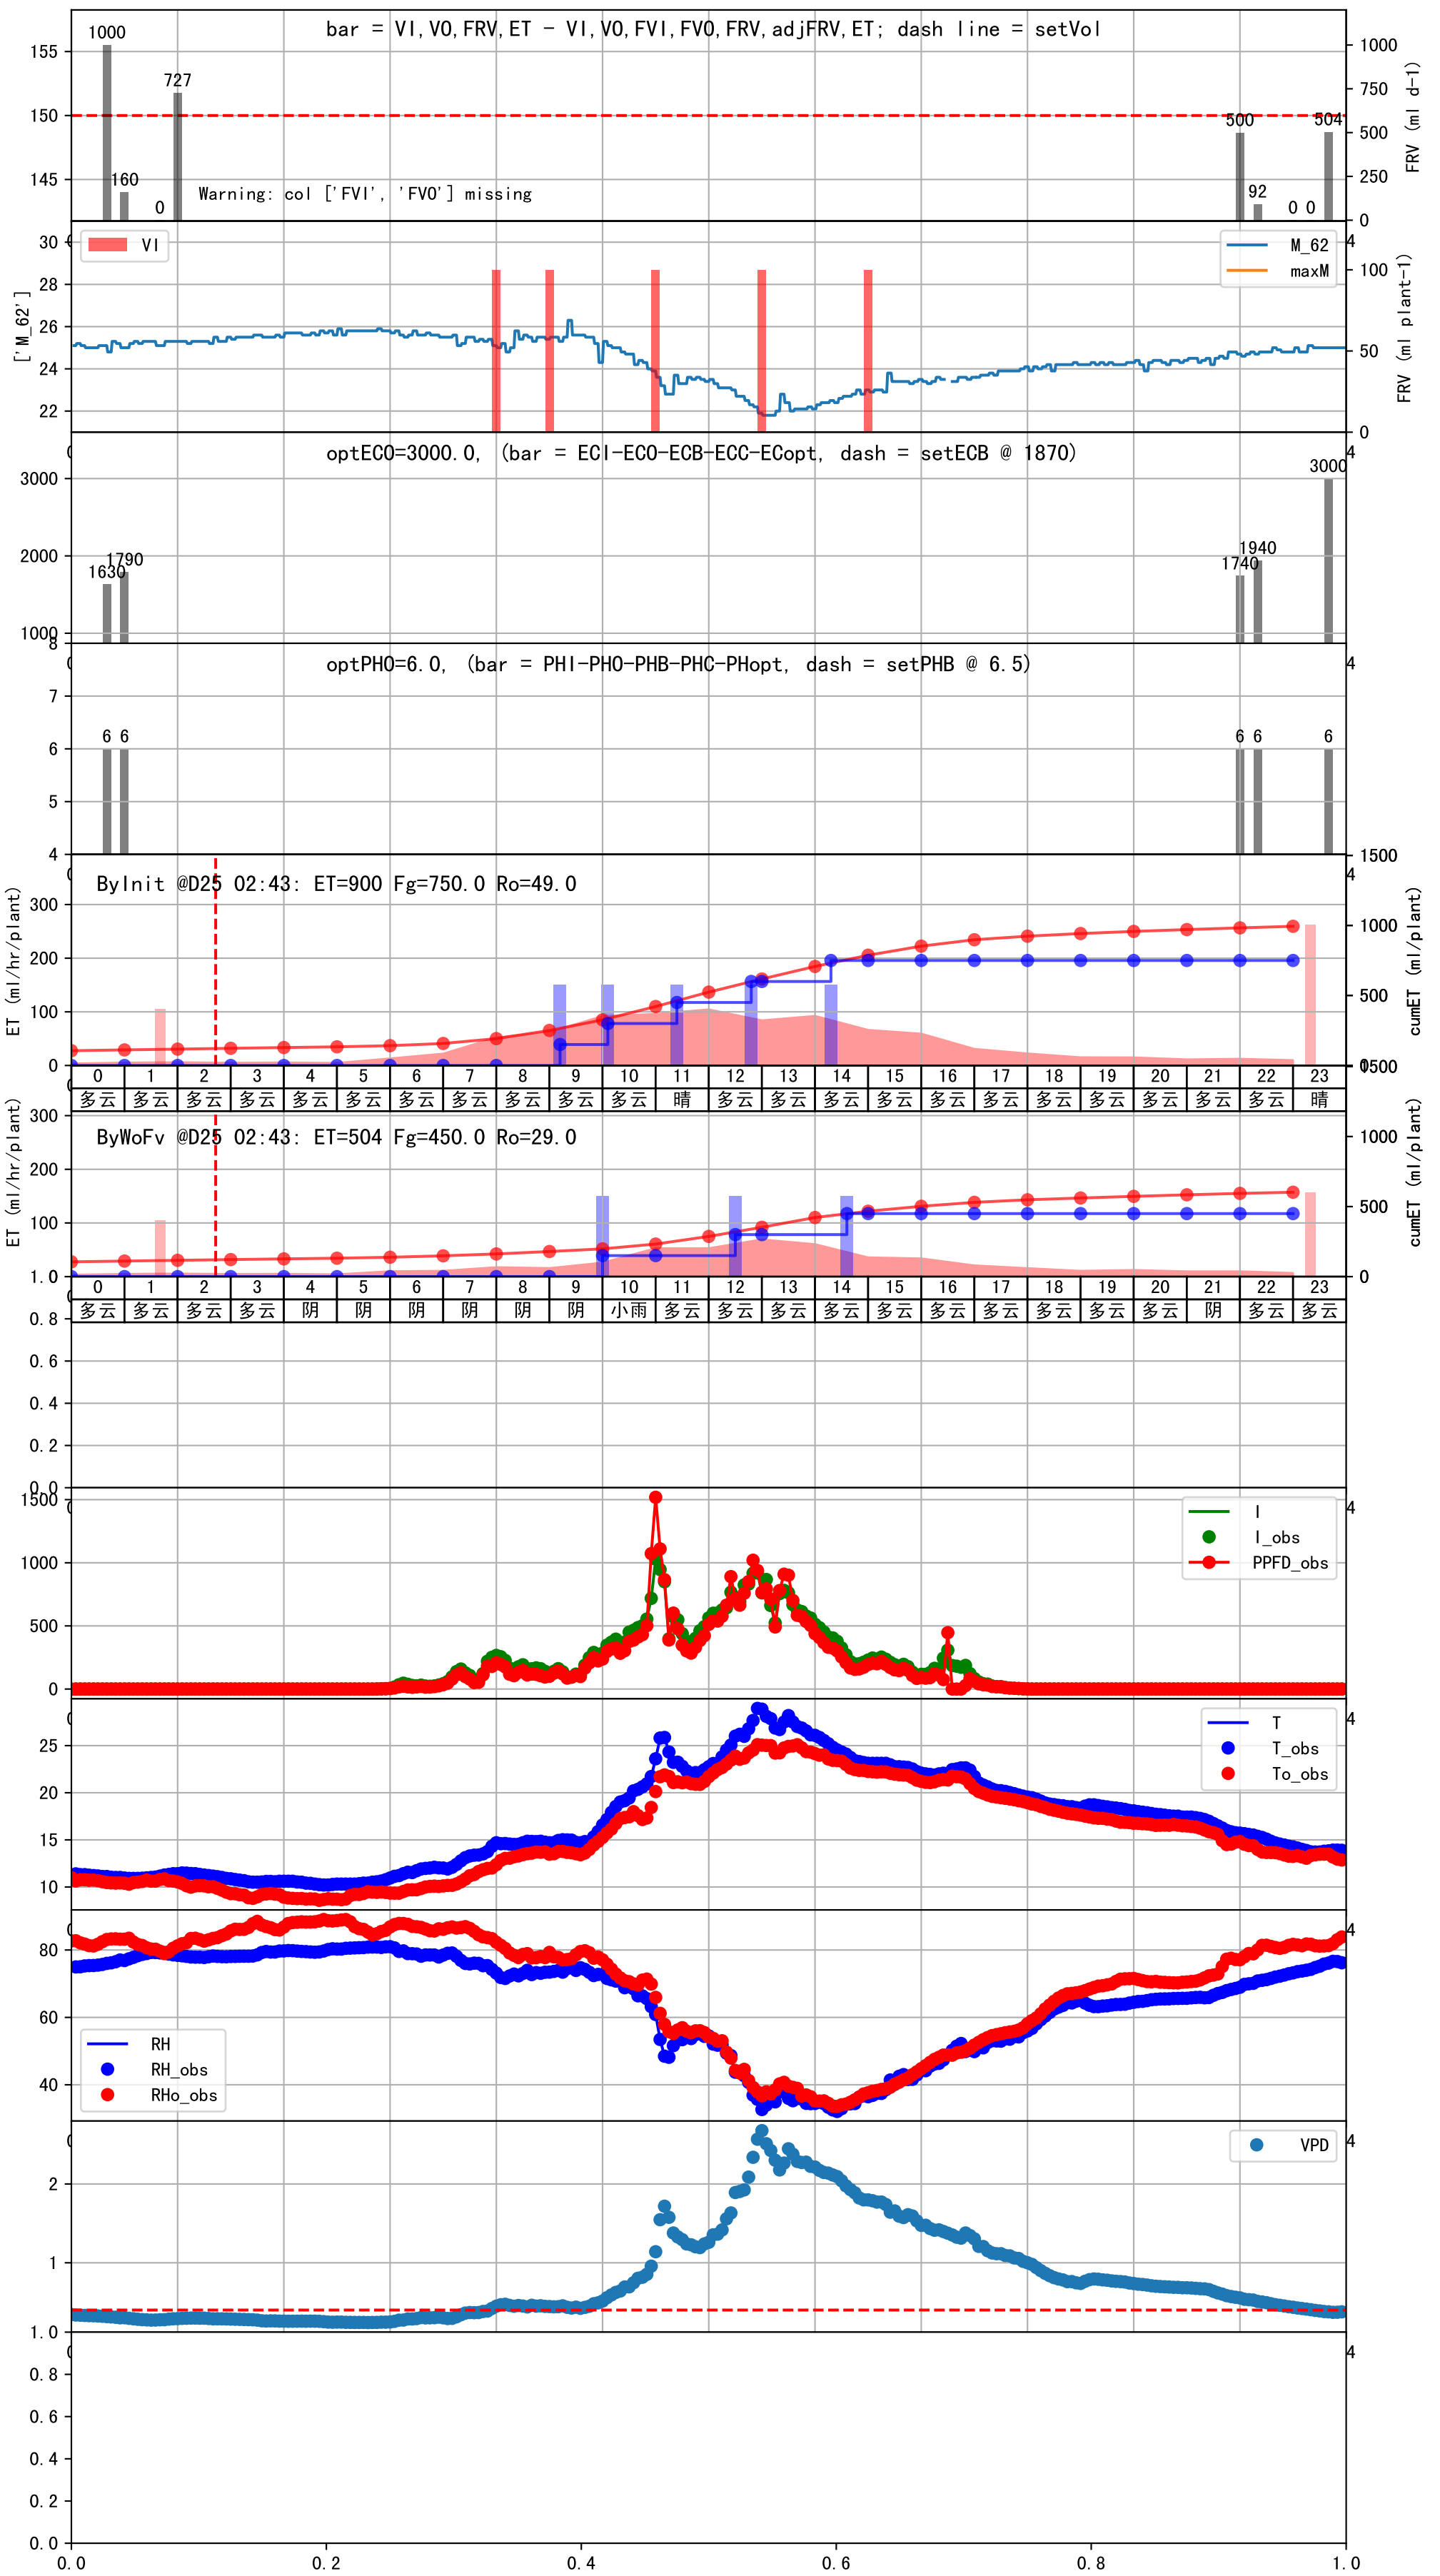 bar = VI,VO,FRV,ET - VI,VO,FVI,FVO,FRV,adjFRV,ET; dash line = setVol
1000
160
0
727
500
92
0 0
504
Warning: col ['FVI', 'FVO'] missing
155
150
145
1000
750
500
250
0
FRV (ml d-1)
VI
M_62
maxM
['M_62']
30
28
26
24
22
4
100
50
0
FRV (ml plant-1)
optECO=3000.0, (bar = ECI-ECO-ECB-ECC-ECopt, dash = setECB @ 1870)
4
3000
2000
1000
1630
1790
1740
1940
3000
optPHO=6.0, (bar = PHI-PHO-PHB-PHC-PHopt, dash = setPHB @ 6.5)
4
8
7
6
5
4
6 6
6 6
6
ByInit @D25 02:43: ET=900 Fg=750.0 Ro=49.0
4
ET (ml/hr/plant)
300
200
100
0
1500
1000
500
0
cumET (ml/plant)
0 1 2 3 4 5 6 7 8 9 10 11 12 13 14 15 16 17 18 19 20 21 22 23
多云 多云 多云 多云 多云 多云 多云 多云 多云 多云 多云 晴 多云 多云 多云 多云 多云 多云 多云 多云 多云 多云 多云 晴
ByWoFv @D25 02:43: ET=504 Fg=450.0 Ro=29.0
ET (ml/hr/plant)
300
200
100
1500
1000
500
0
cumET (ml/plant)
0 1 2 3 4 5 6 7 8 9 10 11 12 13 14 15 16 17 18 19 20 21 22 23
多云 多云 多云 多云 阴 阴 阴 阴 阴 阴 小雨 多云 多云 多云 多云 多云 多云 多云 多云 多云 多云 阴 多云 多云
1.0
0.8
0.6
0.4
0.2
0.0
4
I
I_obs
PPFD_obs
1500
1000
500
0
4
T
T_obs
To_obs
25
20
15
10
4
RH
RH_obs
RHo_obs
80
60
40
4
VPD
2
1
4
1.0
0.8
0.6
0.4
0.2
0.0
0.0 0.2 0.4 0.6 0.8 1.0